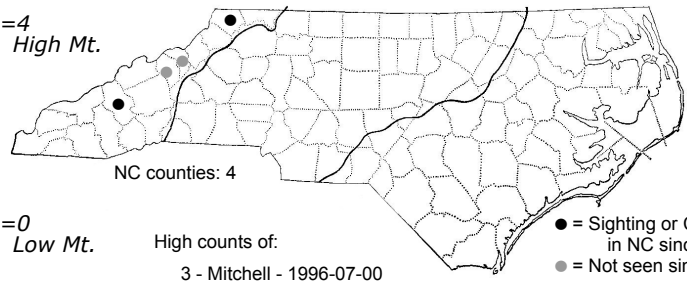 =4
High Mt.
NC counties: 4
=0
Low Mt.
High counts of:
3 - Mitchell - 1996-07-00
● = Sighting or
in NC sinc
● = Not seen sin